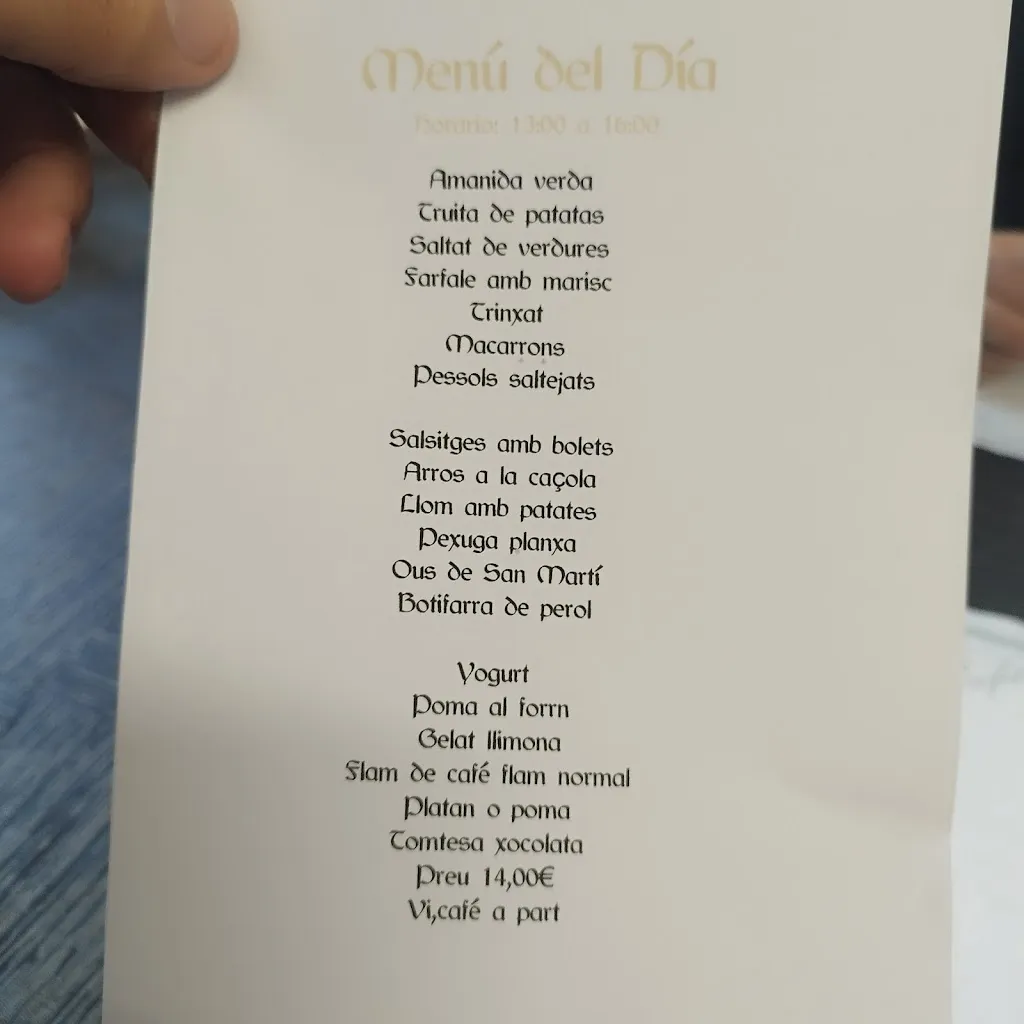 Menú del Día
Horario: 13:00 a 16:00
Amanida verda
Truita de patatas
Saltat de verdures
Farfale amb marisc
Trinxat
Macarrons
Pessols saltejats
Salsitges amb bolets
Arros a la caçola
Llom amb patates
Pexuga planxa
Ous de San Martí
Botifarra de perol
Yogurt
Poma al forrn
Gelat llimona
Flam de café flam normal
Platan o poma
Tomtesa xocolata
Preu 14,00€
Vi,café a part